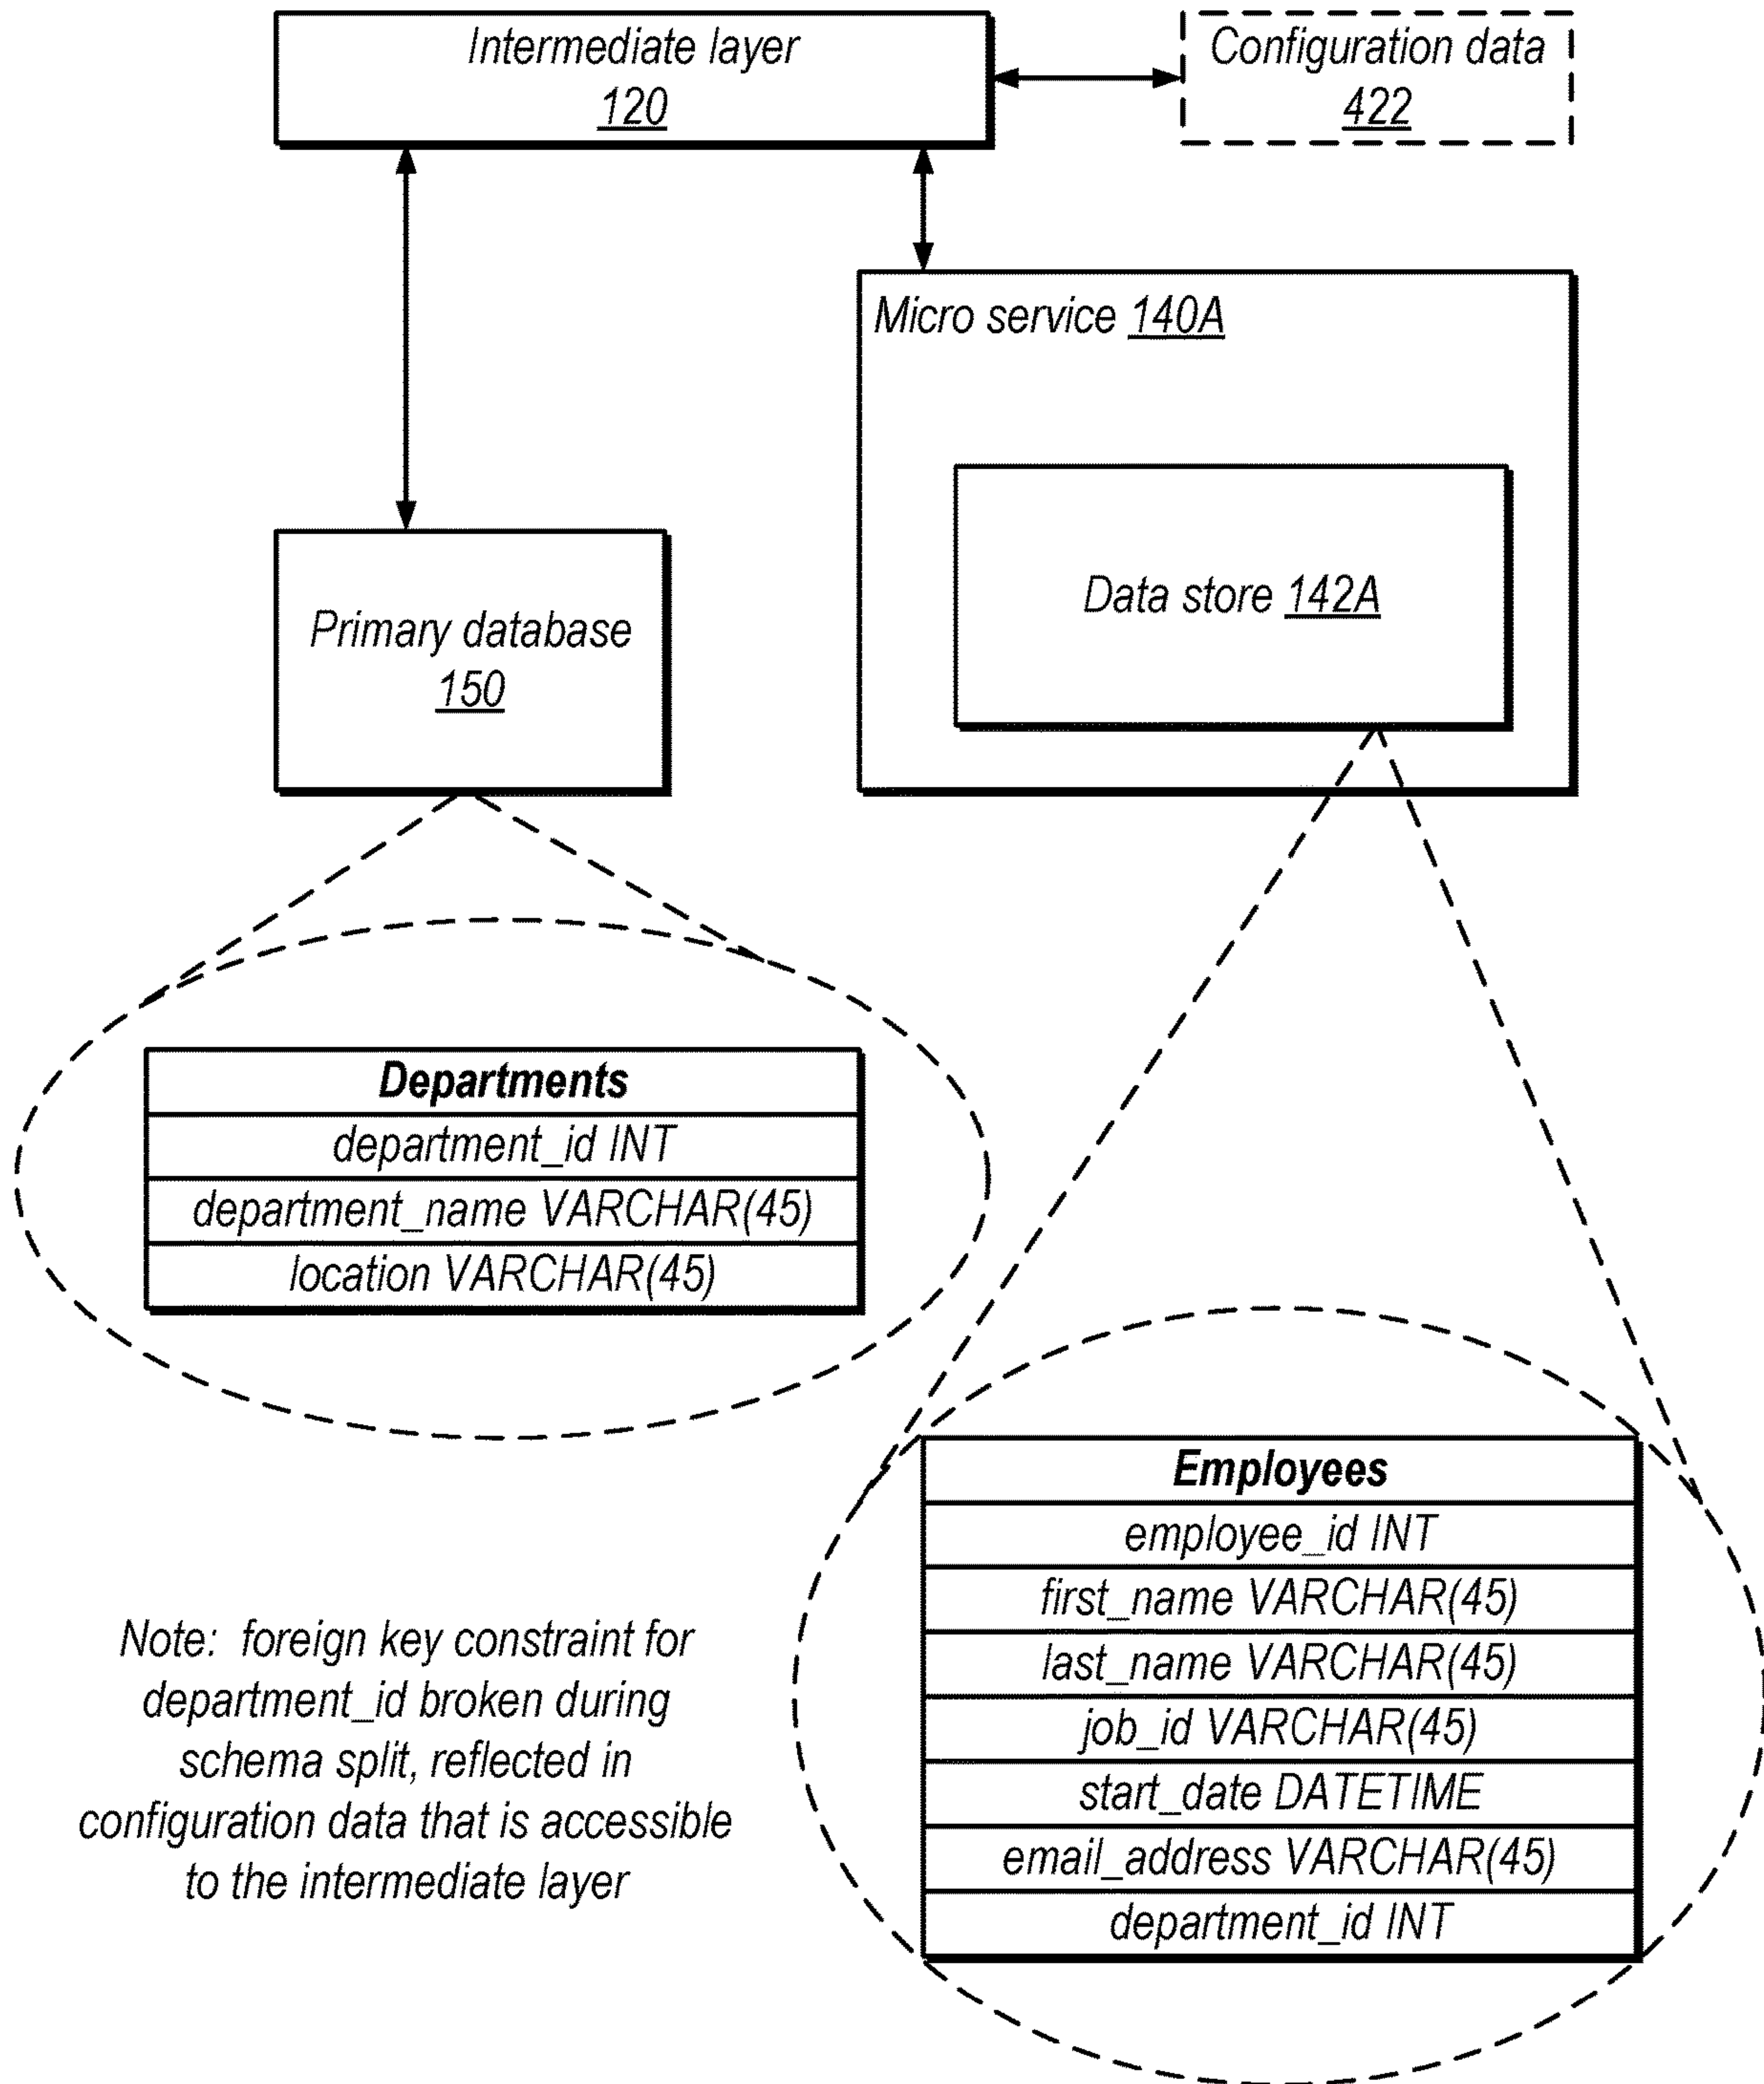 Intermediate layer
120
Configuration data
422
Micro service 140A
Data store 142A
Primary database
150
Departments
department_id INT
department_name VARCHAR(45)
location VARCHAR(45)
Employees
employee_id INT
first_name VARCHAR(45)
last_name VARCHAR(45)
job_id VARCHAR(45)
start_date DATETIME
email_address VARCHAR(45)
department_id INT
Note:  foreign key constraint for
department_id broken during
schema split, reflected in
configuration data that is accessible
to the intermediate layer